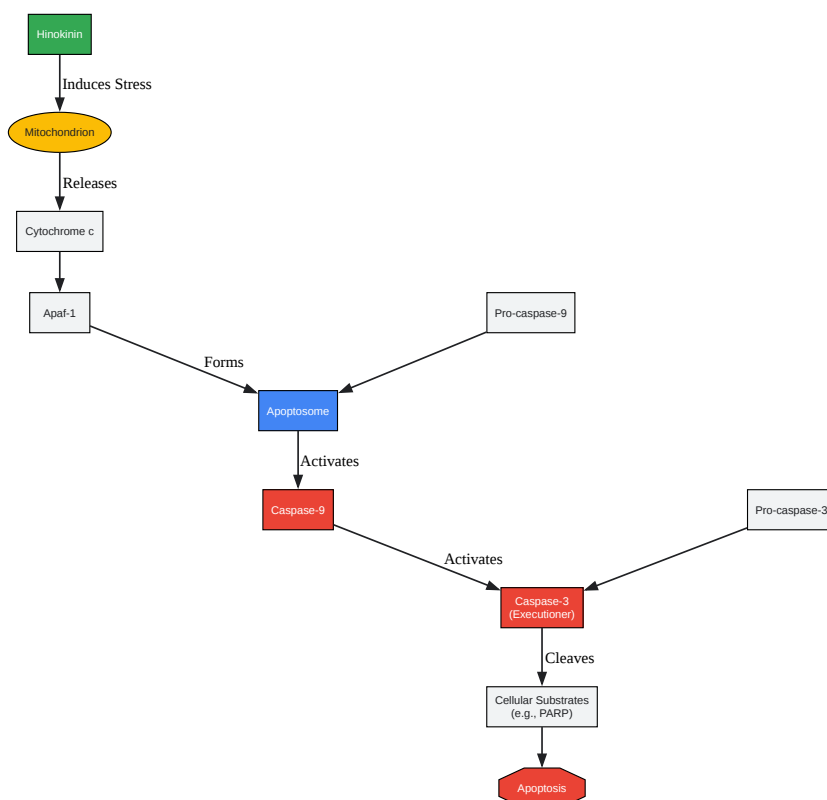 Hinokinin
Induces Stress
Mitochondrion
Releases
Cytochrome c
Apaf-1
Pro-caspase-9
Forms
Apoptosome
Activates
Caspase-9
Pro-caspase-3
Activates
Caspase-3
(Executioner)
Cleaves
Cellular Substrates
(e.g., PARP)
Apoptosis